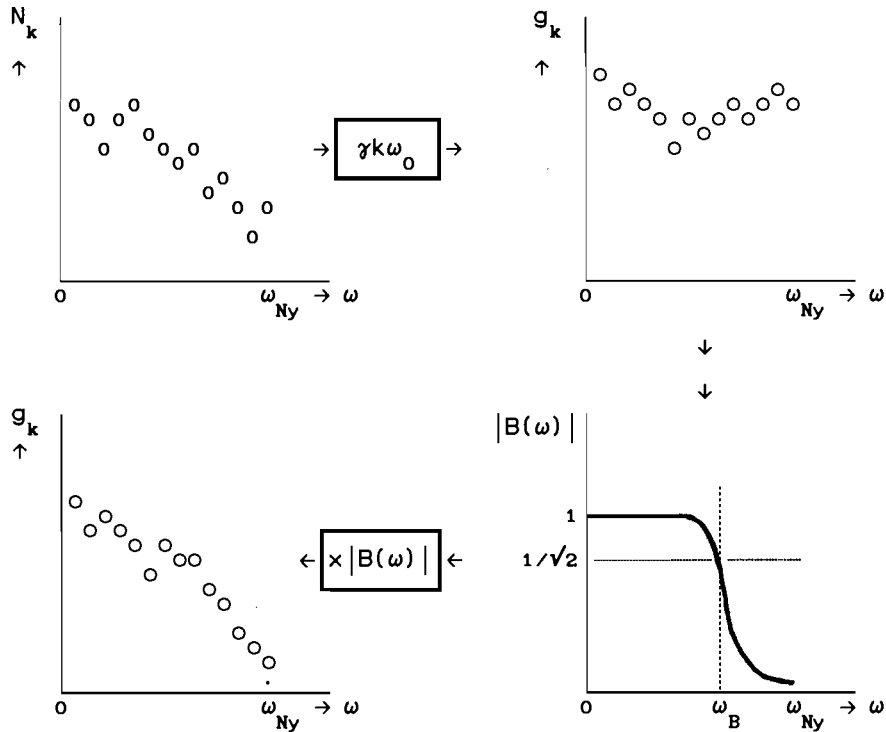 N_k
↑
0
ω_Ny → ω
→ γkω_0 →
g_k
↑
0
ω_Ny → ω
↓
↓
|B(ω)|
1
1/√2
0
ω_B
ω_Ny → ω
← ×|B(ω)| ←
g_k
↑
0
ω_Ny → ω